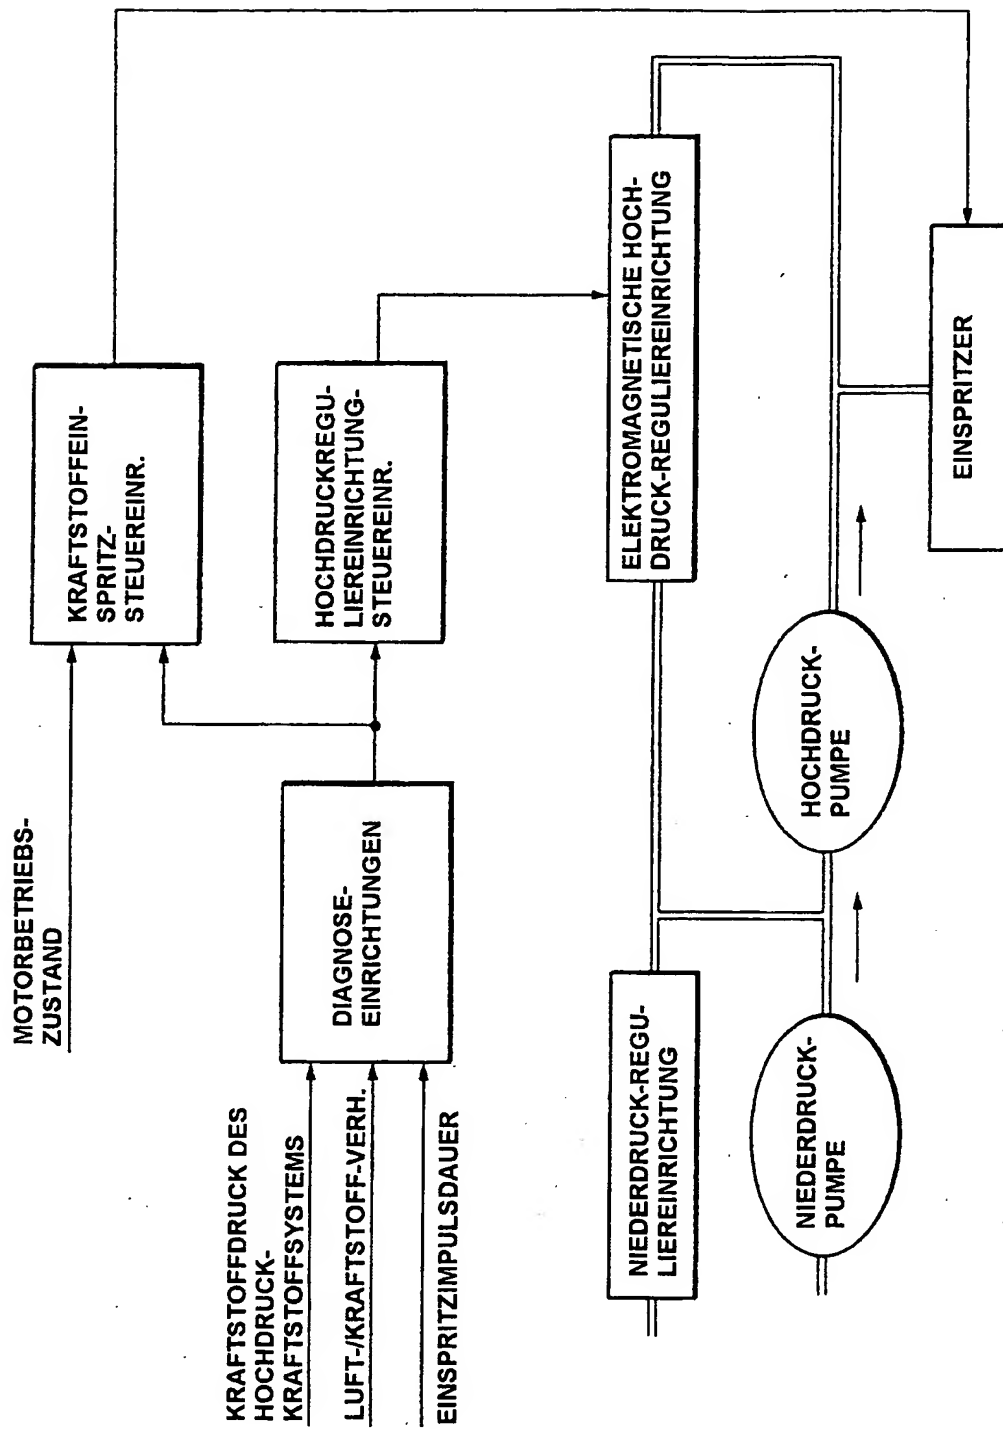 MOTORBETRIEBS-
ZUSTAND
KRAFTSTOFFEIN-
SPRITZ-
STEUEREINR.
KRAFTSTOFFDRUCK DES
HOCHDRUCK-
KRAFTSTOFFSYSTEMS
LUFT-/KRAFTSTOFF-VERH.
EINSPRITZIMPULSDAUER
DIAGNOSE-
EINRICHTUNGEN
HOCHDRUCKREGU-
LIEREINRICHTUNG-
STEUEREINR.
NIEDERDRUCK-REGU-
LIEREINRICHTUNG
ELEKTROMAGNETISCHE HOCH-
DRUCK-REGULIEREINRICHTUNG
NIEDERDRUCK-
PUMPE
HOCHDRUCK-
PUMPE
EINSPRITZER